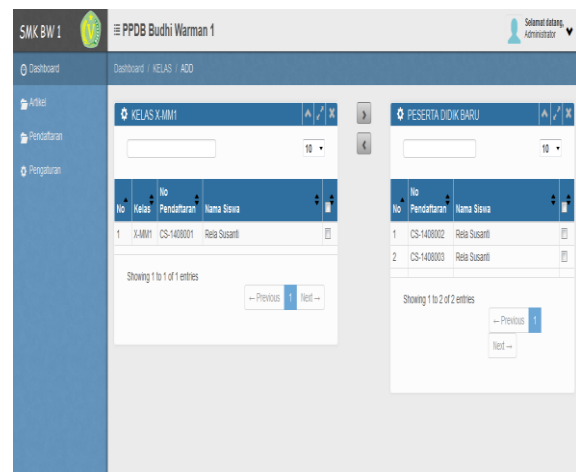 SMK BW 1
PPDB Budhi Warman 1
Selamat datang,
Administrator
Dashboard
Artikel
Pendaftaran
Pengaturan
Dashboard / KELAS / ADD
KELAS X-MM1
10
No Kelas No Pendaftaran Nama Siswa
1 X-MM1 CS-1408001 Rela Susanti
Showing 1 to 1 of 1 entries
← Previous 1 Next →
PESERTA DIDIK BARU
10
No No Pendaftaran Nama Siswa
1 CS-1408002 Rela Susanti
2 CS-1408003 Rela Susanti
Showing 1 to 2 of 2 entries
← Previous 1
Next →